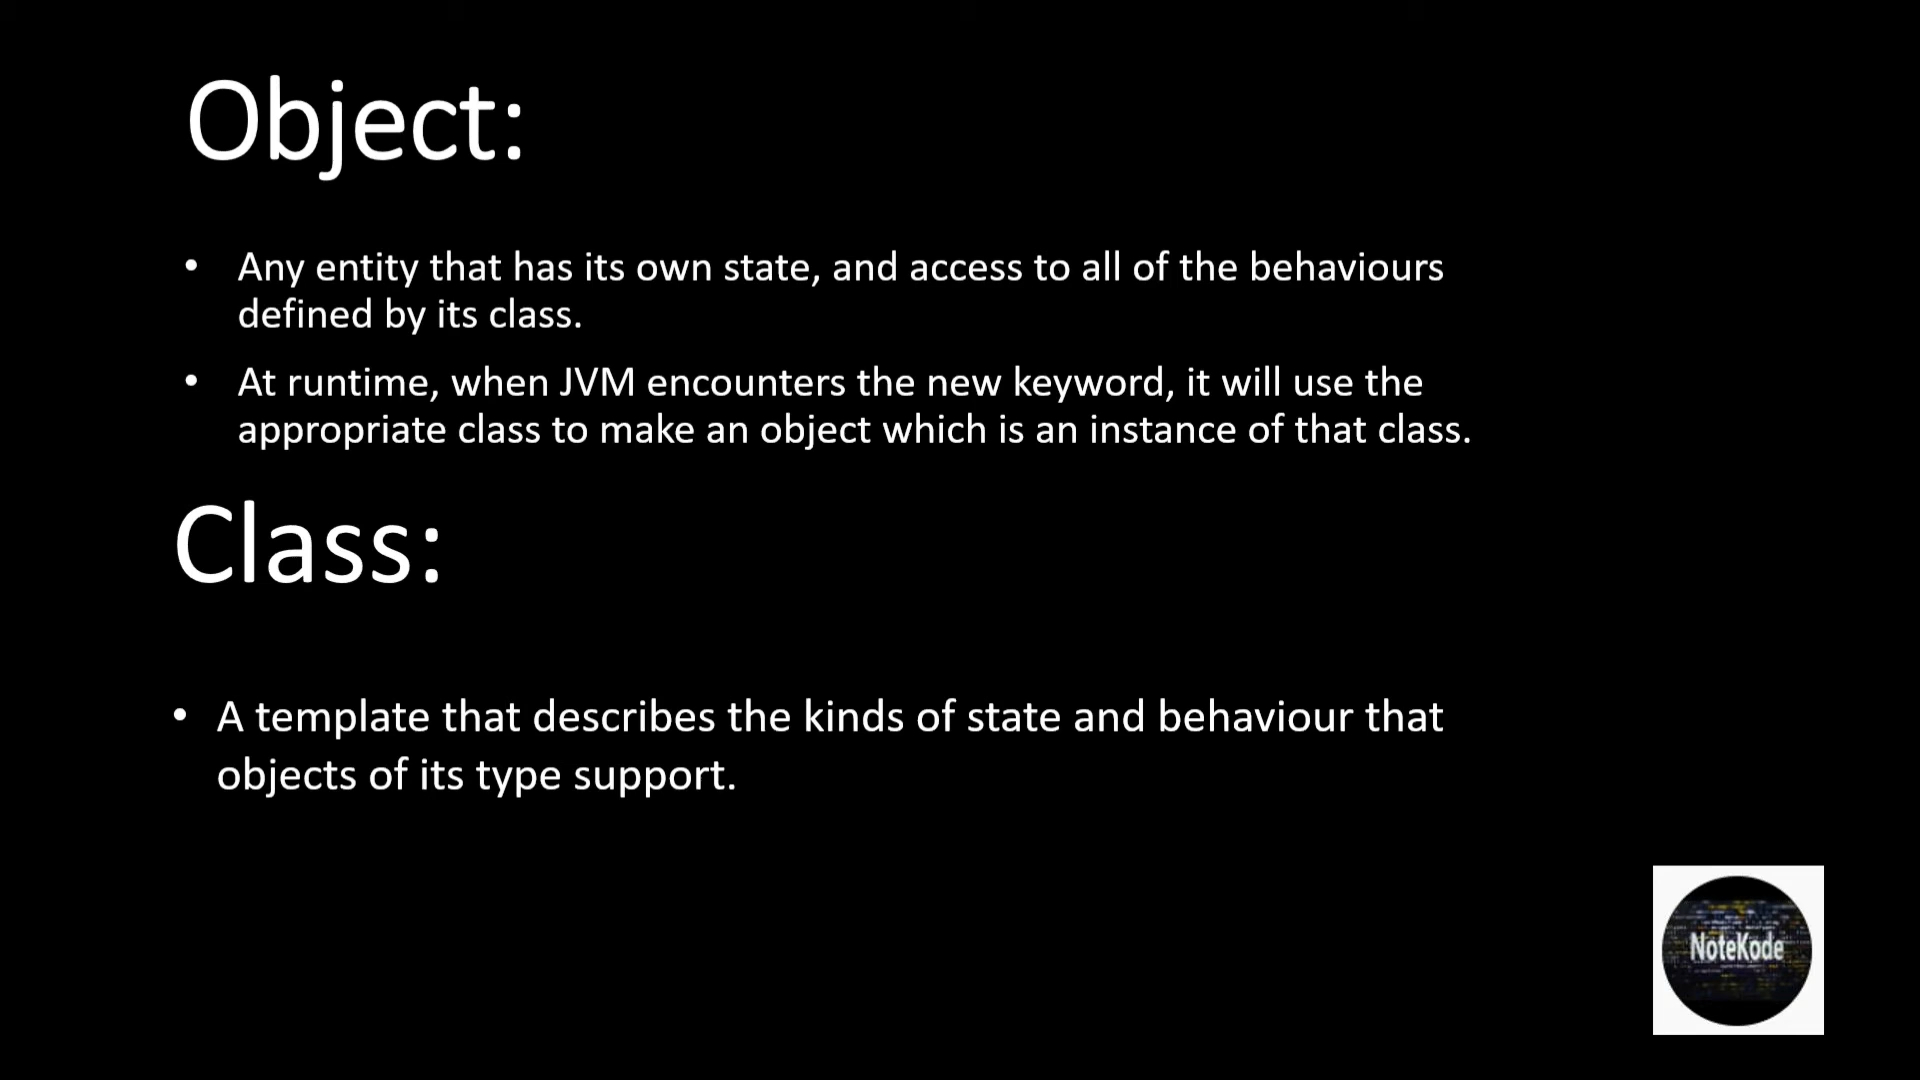 Object:
• Any entity that has its own state, and access to all of the behaviours
defined by its class.
• At runtime, when JVM encounters the new keyword, it will use the
appropriate class to make an object which is an instance of that class.
Class:
• A template that describes the kinds of state and behaviour that
objects of its type support.
NoteKode